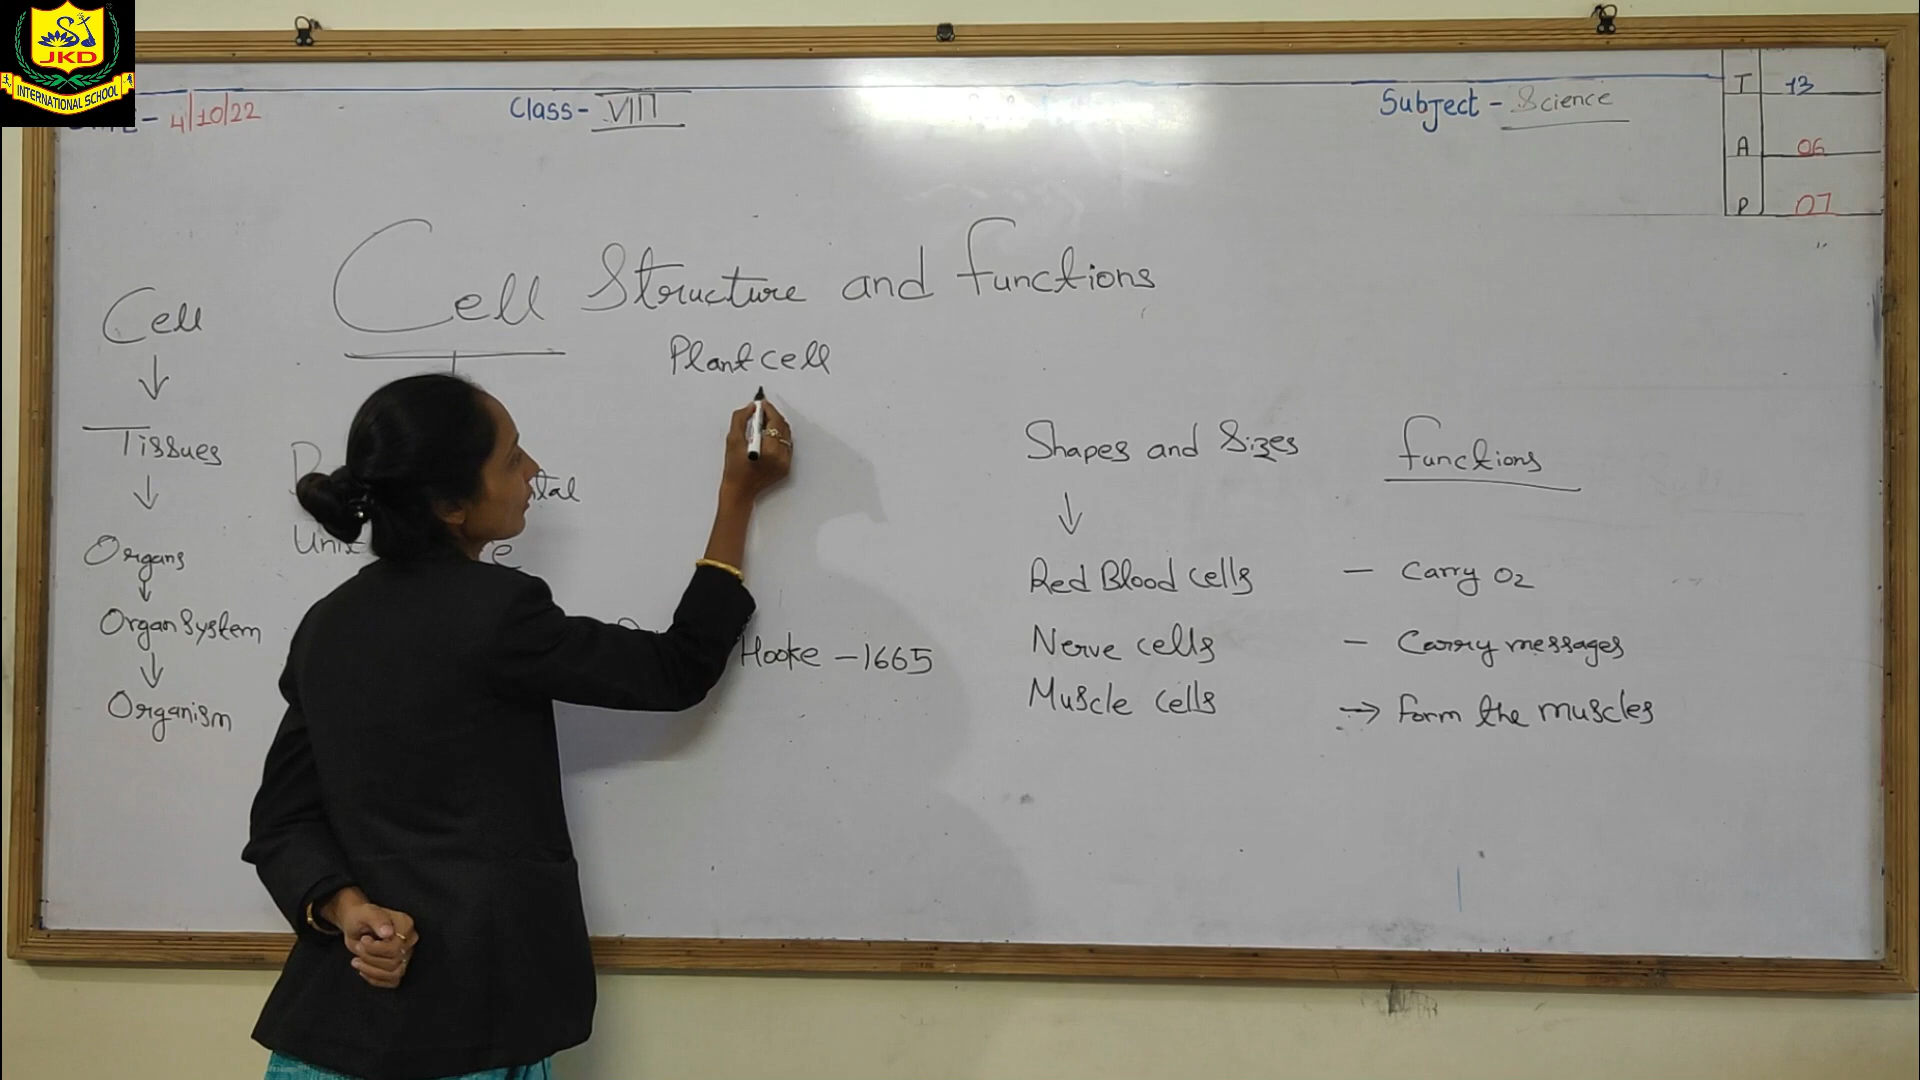 JKD
INTERNATIONAL SCHOOL
- 4/10/22
Class - VIII
Subject - Science
T 13
A 06
P 07
Cell Structure and functions
Cell
↓
Tissues
↓
Organs
↓
Organ System
↓
Organism
Plant cell
Unit
Hooke - 1665
Shapes and Sizes
↓
Red Blood cells
Nerve cells
Muscle cells
functions
- Carry O2
- Carry messages
→ form the muscles